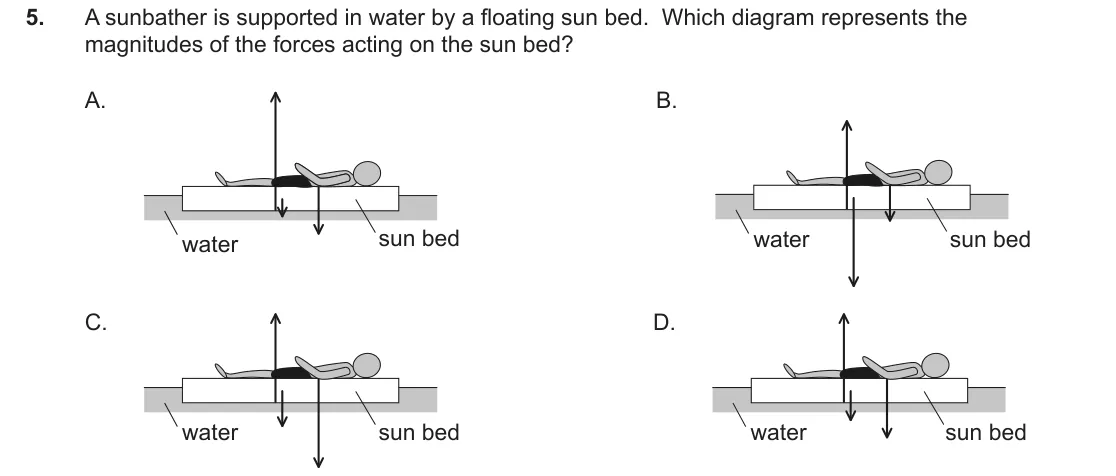 5. A sunbather is supported in water by a floating sun bed. Which diagram represents the
magnitudes of the forces acting on the sun bed?
A.
B.
water
sun bed
water
sun bed
C.
D.
water
sun bed
water
sun bed